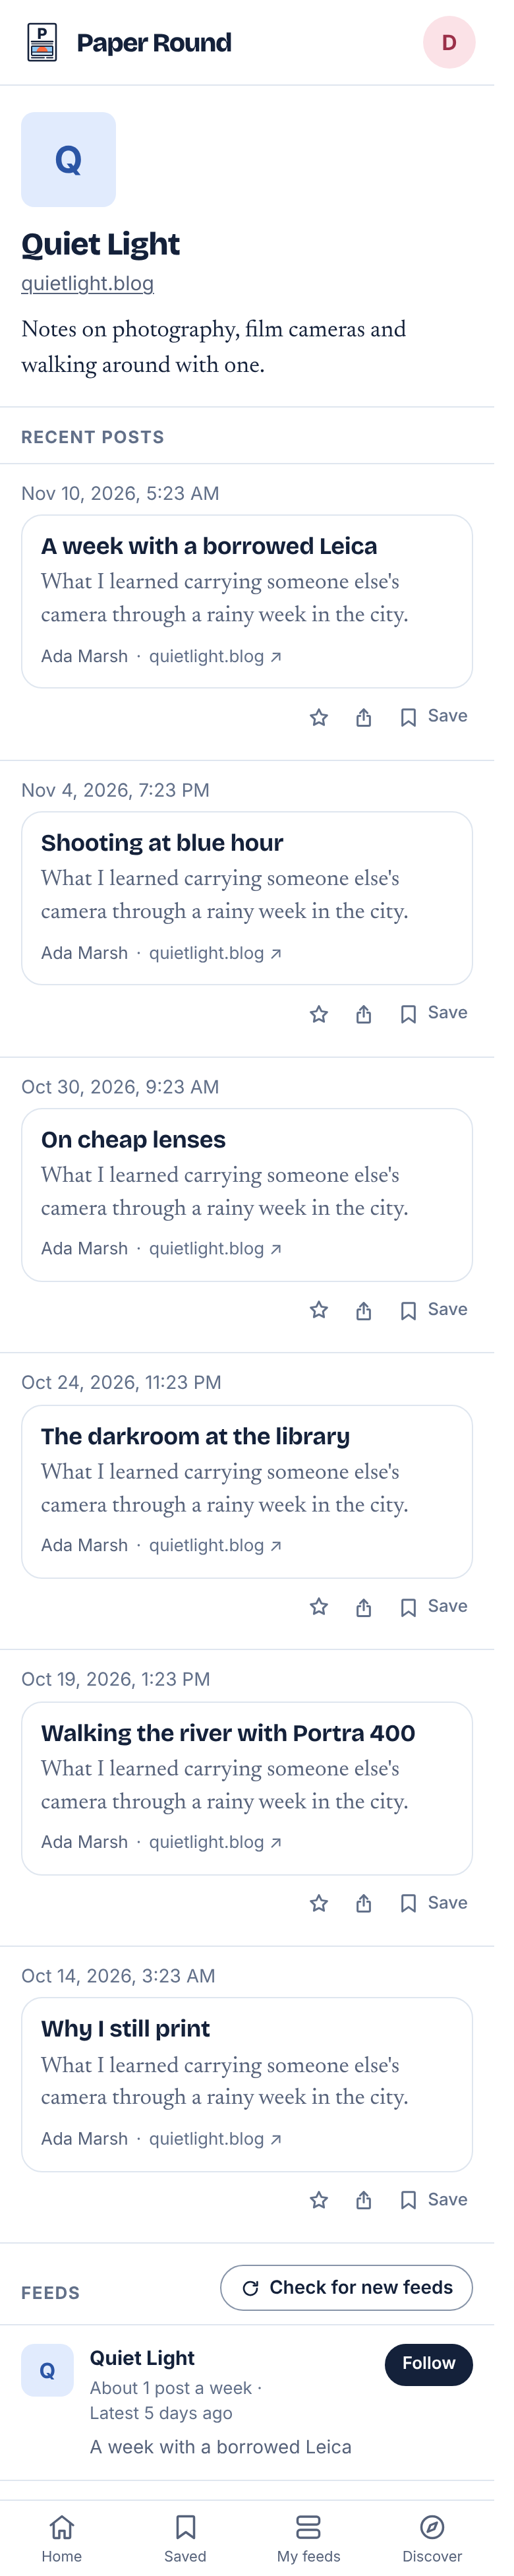 P
Paper Round
D
Q
Quiet Light
quietlight.blog
Notes on photography, film cameras and
walking around with one.
RECENT POSTS
Nov 10, 2026, 5:23 AM
A week with a borrowed Leica
What I learned carrying someone else's
camera through a rainy week in the city.
Ada Marsh · quietlight.blog ↗
Save
Nov 4, 2026, 7:23 PM
Shooting at blue hour
What I learned carrying someone else's
camera through a rainy week in the city.
Ada Marsh · quietlight.blog ↗
Save
Oct 30, 2026, 9:23 AM
On cheap lenses
What I learned carrying someone else's
camera through a rainy week in the city.
Ada Marsh · quietlight.blog ↗
Save
Oct 24, 2026, 11:23 PM
The darkroom at the library
What I learned carrying someone else's
camera through a rainy week in the city.
Ada Marsh · quietlight.blog ↗
Save
Oct 19, 2026, 1:23 PM
Walking the river with Portra 400
What I learned carrying someone else's
camera through a rainy week in the city.
Ada Marsh · quietlight.blog ↗
Save
Oct 14, 2026, 3:23 AM
Why I still print
What I learned carrying someone else's
camera through a rainy week in the city.
Ada Marsh · quietlight.blog ↗
Save
FEEDS
Check for new feeds
Q
Quiet Light
Follow
About 1 post a week ·
Latest 5 days ago
A week with a borrowed Leica
Home
Saved
My feeds
Discover